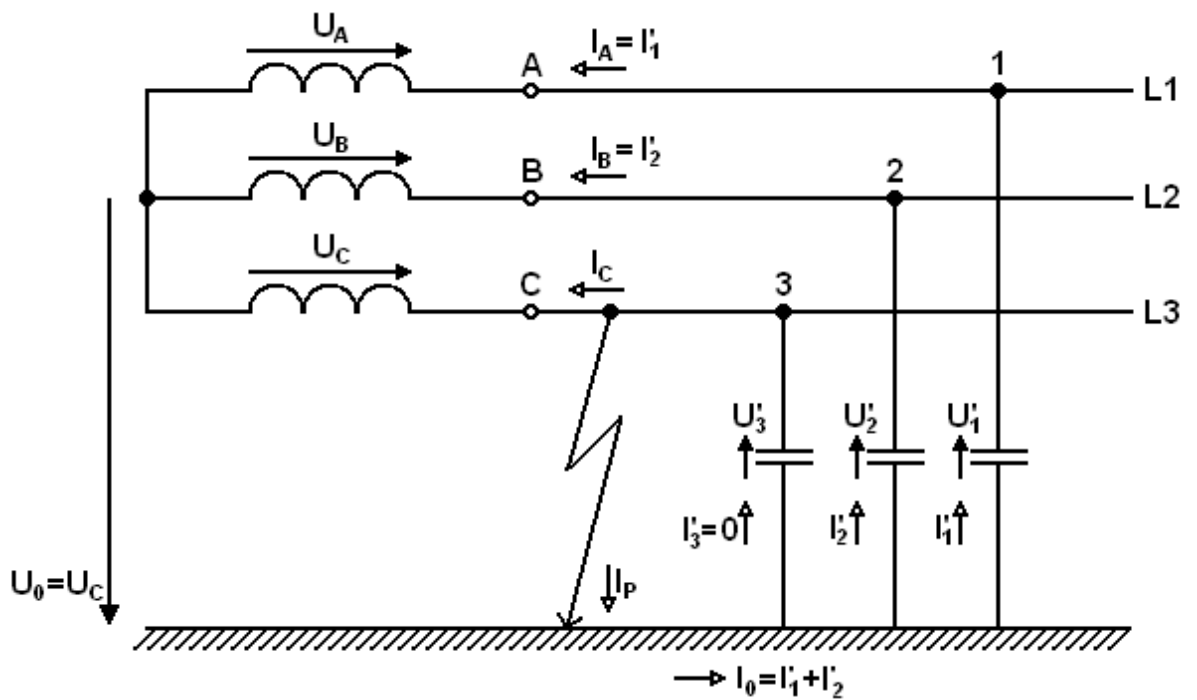 U_A
I_A = I'_1
A
1
L1
U_B
I_B = I'_2
B
2
L2
U_C
I_C
C
3
L3
U'_3
U'_2
U'_1
I'_3=0
I'_2
I'_1
U_0=U_C
I_P
I_0=I'_1+I'_2